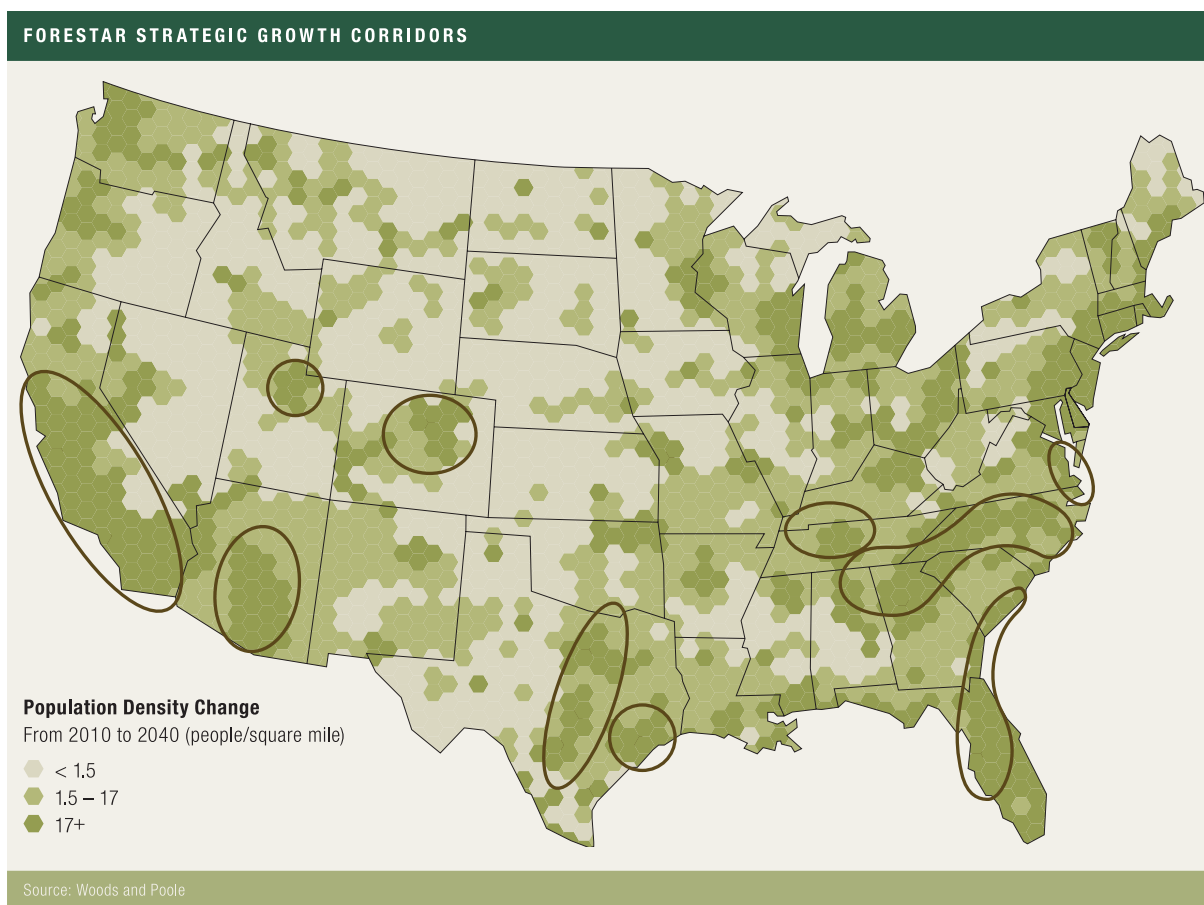 FORESTAR STRATEGIC GROWTH CORRIDORS
Population Density Change
From 2010 to 2040 (people/square mile)
< 1.5
1.5 – 17
17+
Source: Woods and Poole